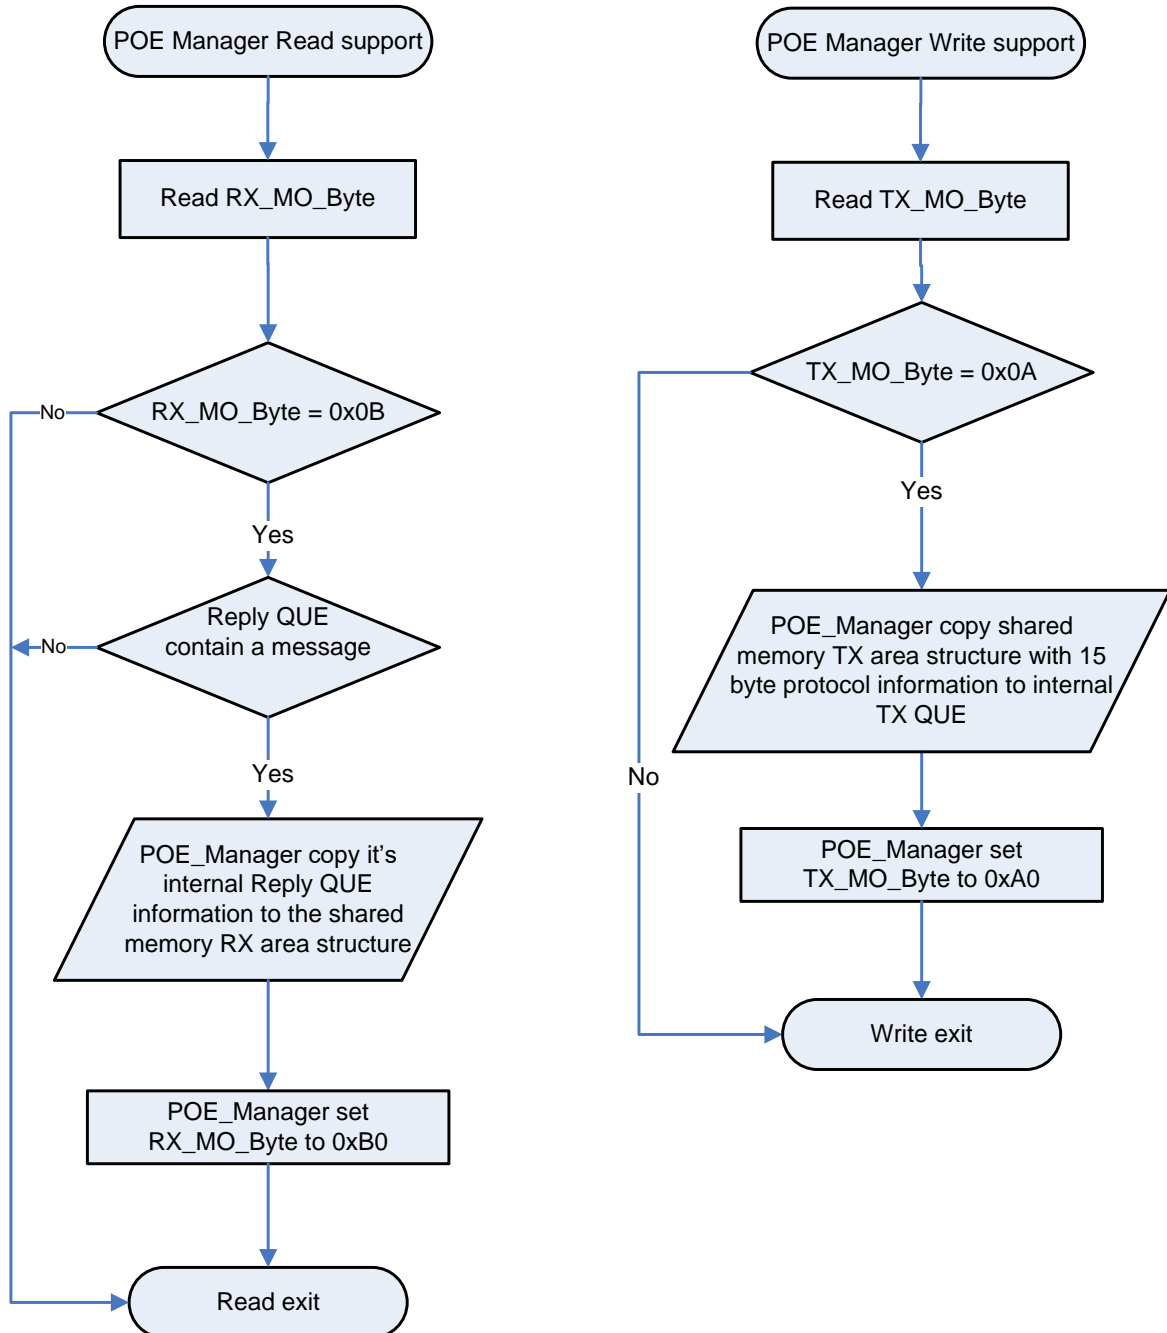 POE Manager Read support
Read RX_MO_Byte
RX_MO_Byte = 0x0B
No
Yes
Reply QUE
contain a message
No
Yes
POE_Manager copy it's
internal Reply QUE
information to the shared
memory RX area structure
POE_Manager set
RX_MO_Byte to 0xB0
Read exit
POE Manager Write support
Read TX_MO_Byte
TX_MO_Byte = 0x0A
Yes
POE_Manager copy shared
memory TX area structure with 15
byte protocol information to internal
TX QUE
No
POE_Manager set
TX_MO_Byte to 0xA0
Write exit